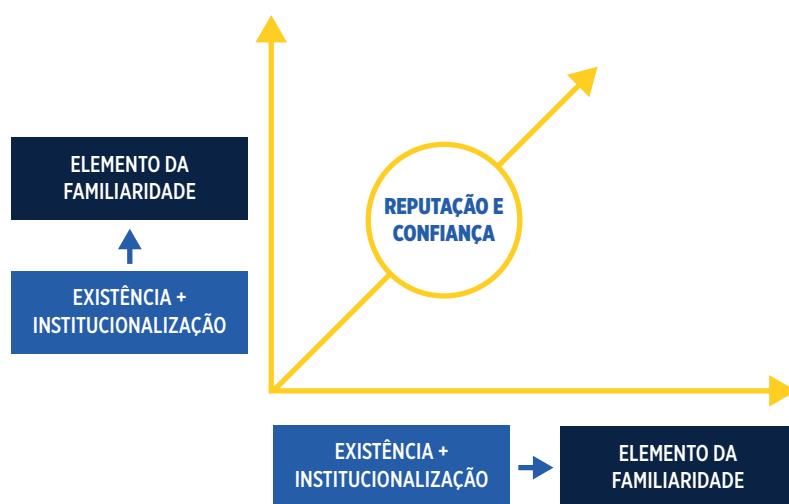 ELEMENTO DA
FAMILIARIDADE
REPUTAÇÃO E
CONFIANÇA
EXISTÊNCIA +
INSTITUCIONALIZAÇÃO
EXISTÊNCIA +
INSTITUCIONALIZAÇÃO
ELEMENTO DA
FAMILIARIDADE